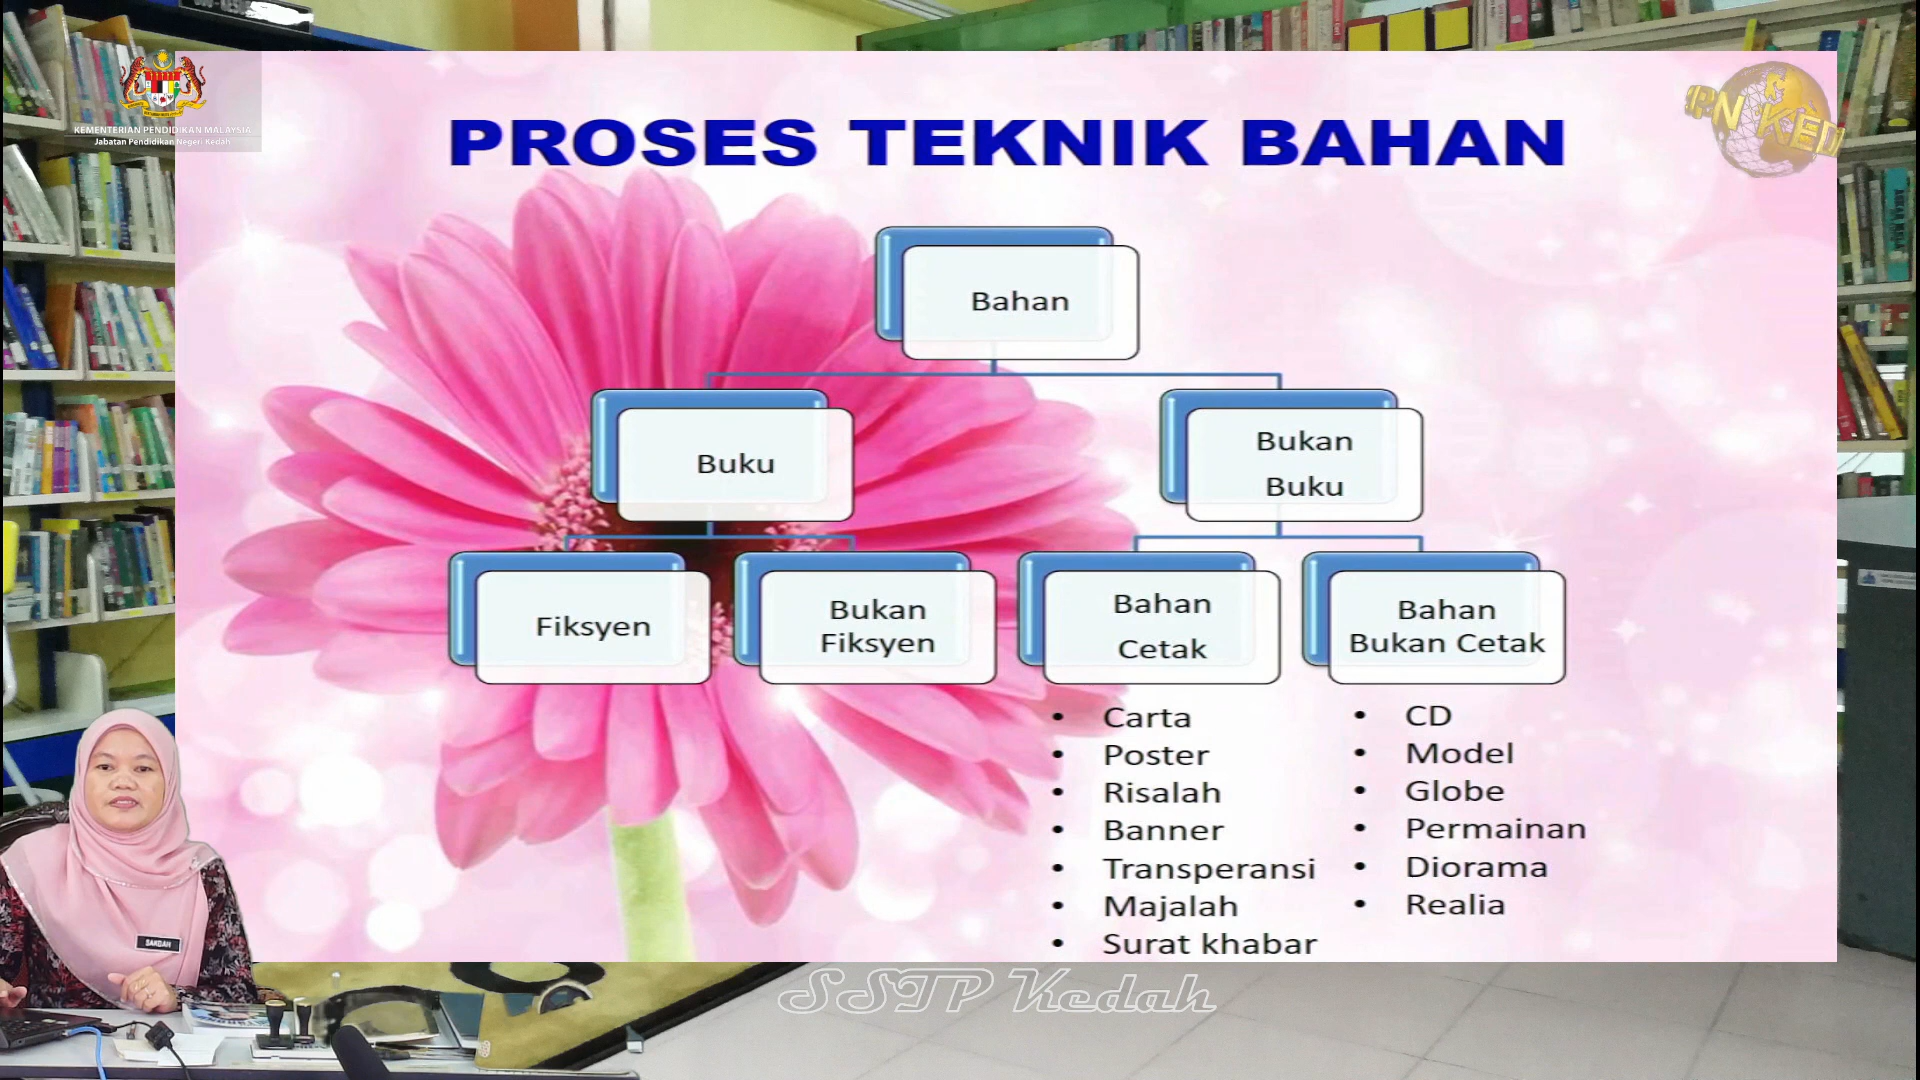 KEMENTERIAN PENDIDIKAN MALAYSIA
Jabatan Pendidikan Negeri Kedah
PROSES TEKNIK BAHAN
Bahan
Buku
Bukan
Buku
Fiksyen
Bukan
Fiksyen
Bahan
Cetak
Bahan
Bukan Cetak
• Carta
• Poster
• Risalah
• Banner
• Transperansi
• Majalah
• Surat khabar
• CD
• Model
• Globe
• Permainan
• Diorama
• Realia
SSTP Kedah